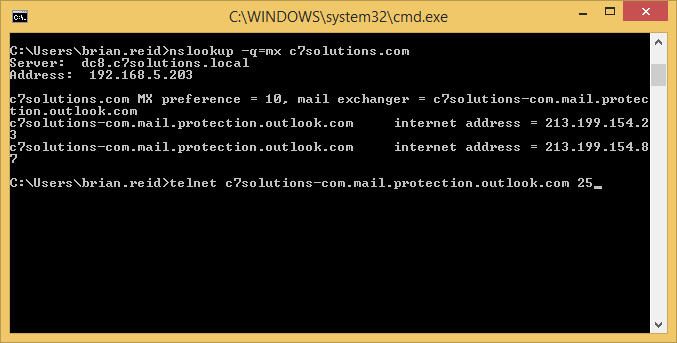 C:\WINDOWS\system32\cmd.exe
C:\Users\brian.reid>nslookup -q=mx c7solutions.com
Server:  dc8.c7solutions.local
Address:  192.168.5.203
c7solutions.com MX preference = 10, mail exchanger = c7solutions-com.mail.protec
tion.outlook.com
c7solutions-com.mail.protection.outlook.com     internet address = 213.199.154.2
3
c7solutions-com.mail.protection.outlook.com     internet address = 213.199.154.8
7
C:\Users\brian.reid>telnet c7solutions-com.mail.protection.outlook.com 25_